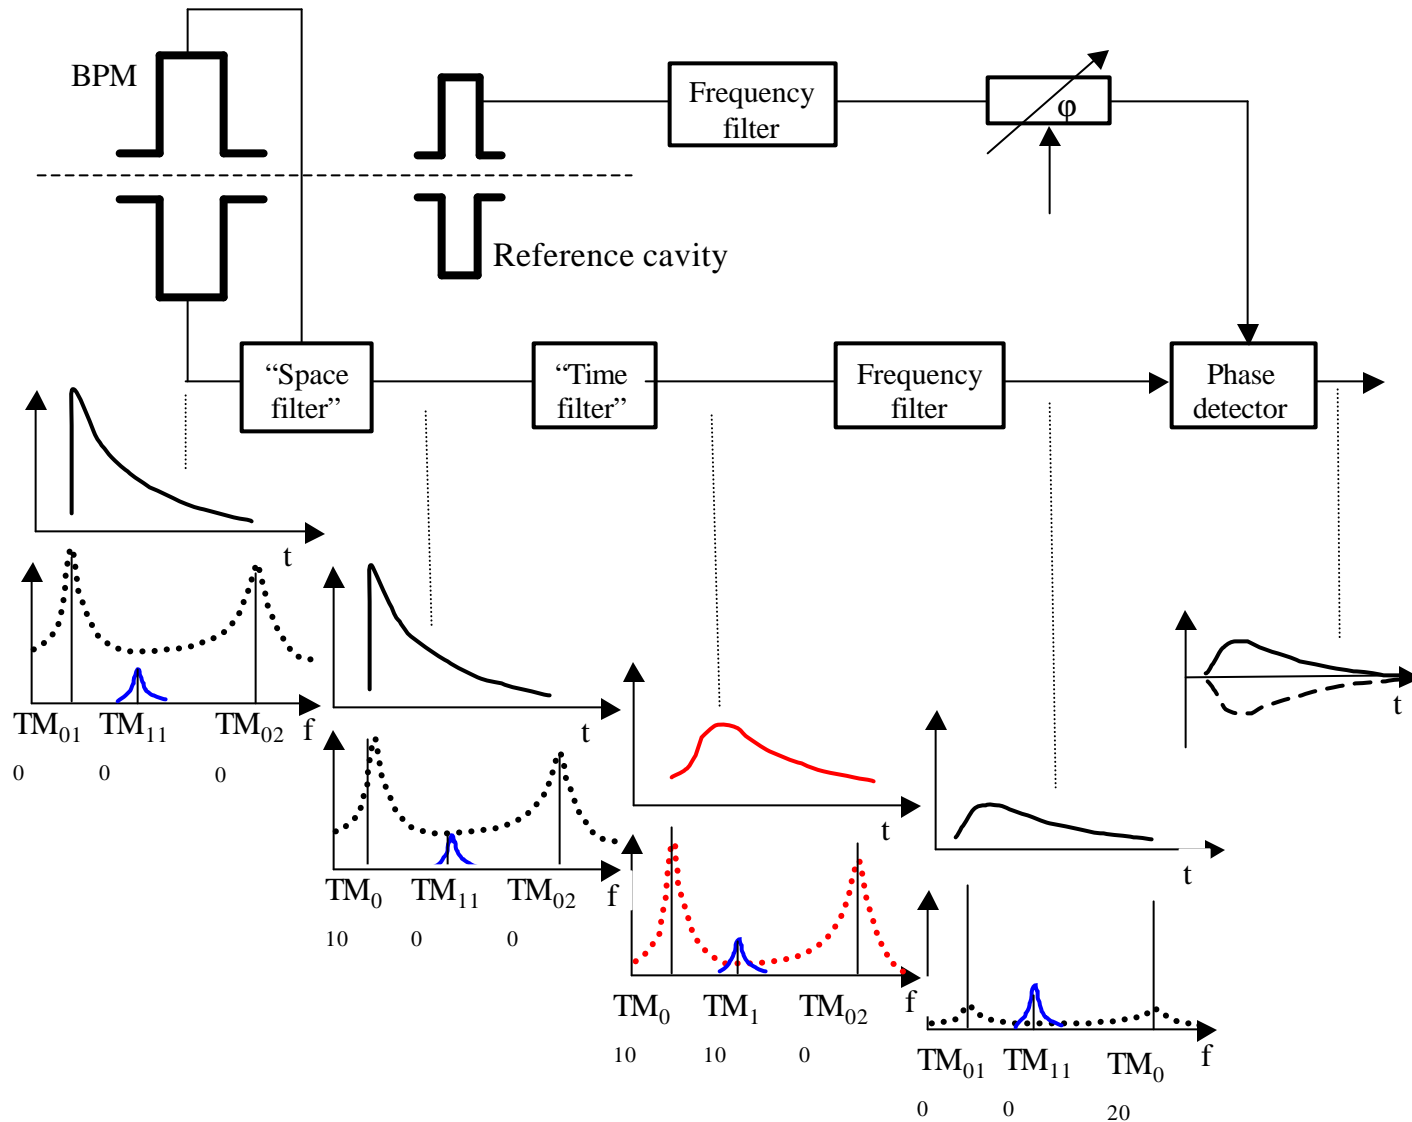 BPM
Frequency
filter
φ
Reference cavity
“Space
filter”
“Time
filter”
Frequency
filter
Phase
detector
t
TM01 TM11 TM02 f
0 0 0
t
TM0 TM11 TM02 f
10 0 0
t
TM0 TM1 TM02 f
10 10 0
t
TM01 TM11 TM0 f
0 0 20
t